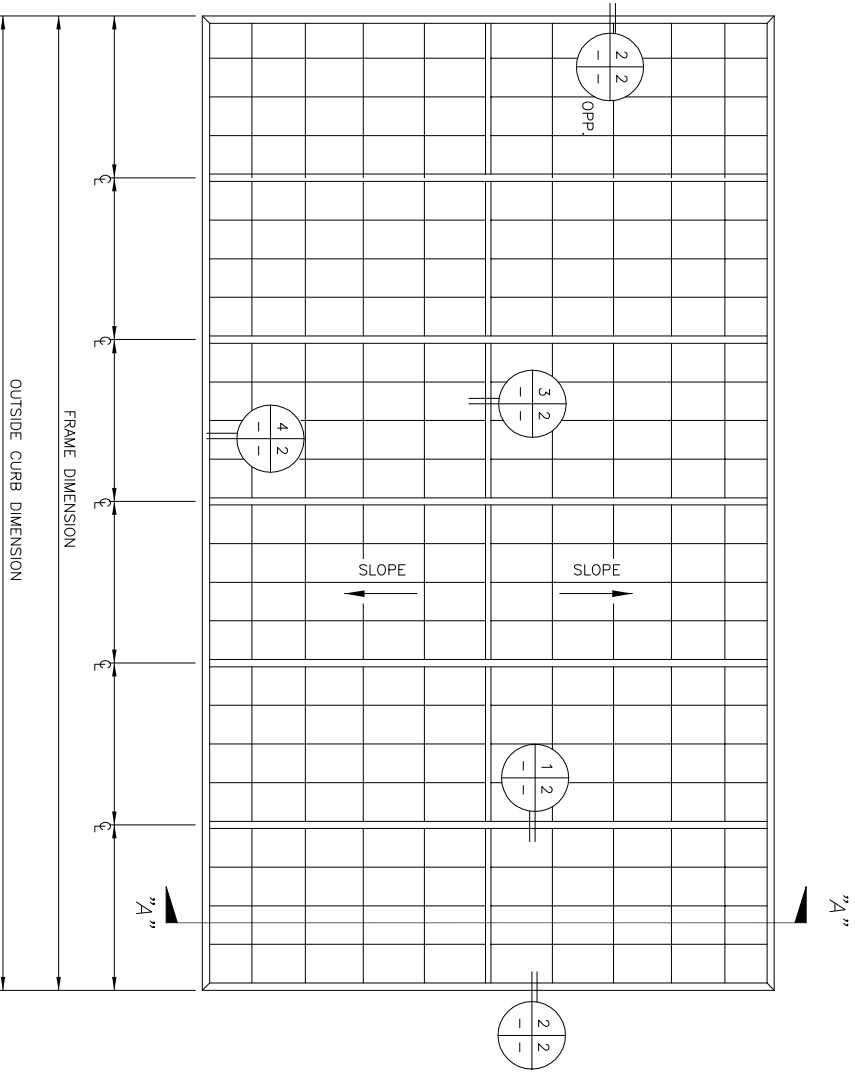 2 2
- -
OPP.
"A"
3 2
- -
4 2
- -
SLOPE
SLOPE
1 2
- -
"A"
2 2
- -
℄
℄
℄
℄
℄
FRAME DIMENSION
OUTSIDE CURB DIMENSION